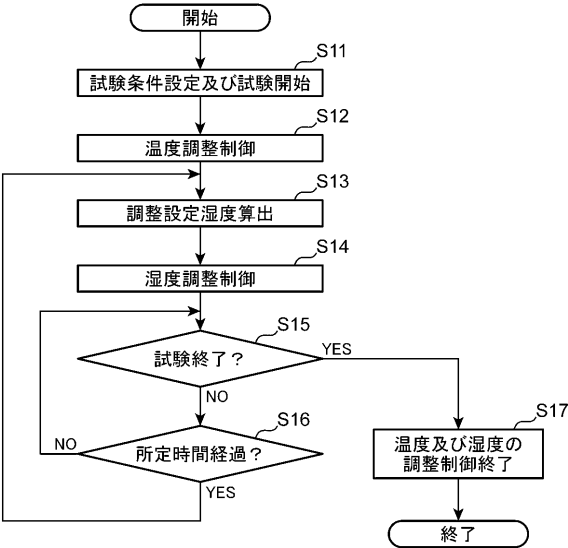 開始
S11
試験条件設定及び試験開始
S12
温度調整制御
S13
調整設定湿度算出
S14
湿度調整制御
S15
試験終了？
YES
NO
S16
所定時間経過？
NO
YES
S17
温度及び湿度の
調整制御終了
終了